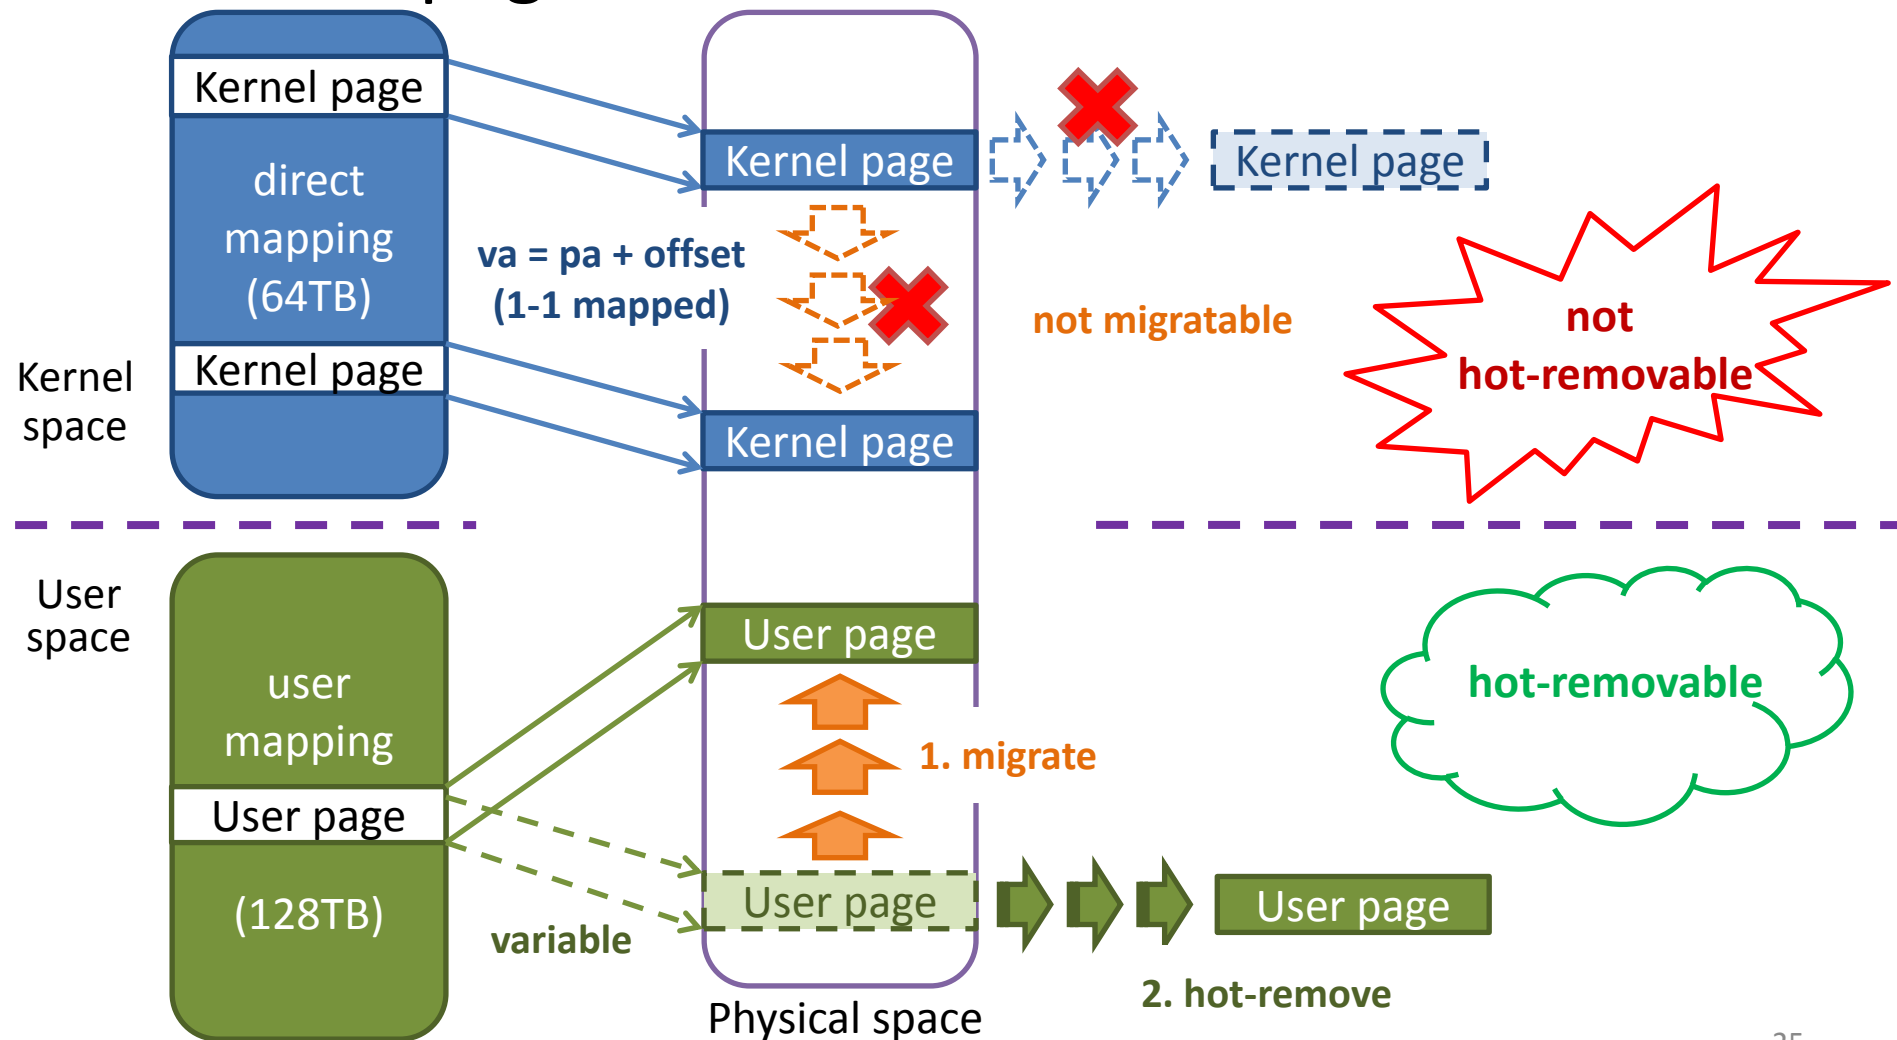 Kernel page
direct
mapping
(64TB)
Kernel page
Kernel
space
va = pa + offset
(1-1 mapped)
Kernel page
Kernel page
Kernel page
not migratable
not
hot-removable
User
space
user
mapping
User page
(128TB)
variable
User page
1. migrate
User page
User page
2. hot-remove
hot-removable
Physical space